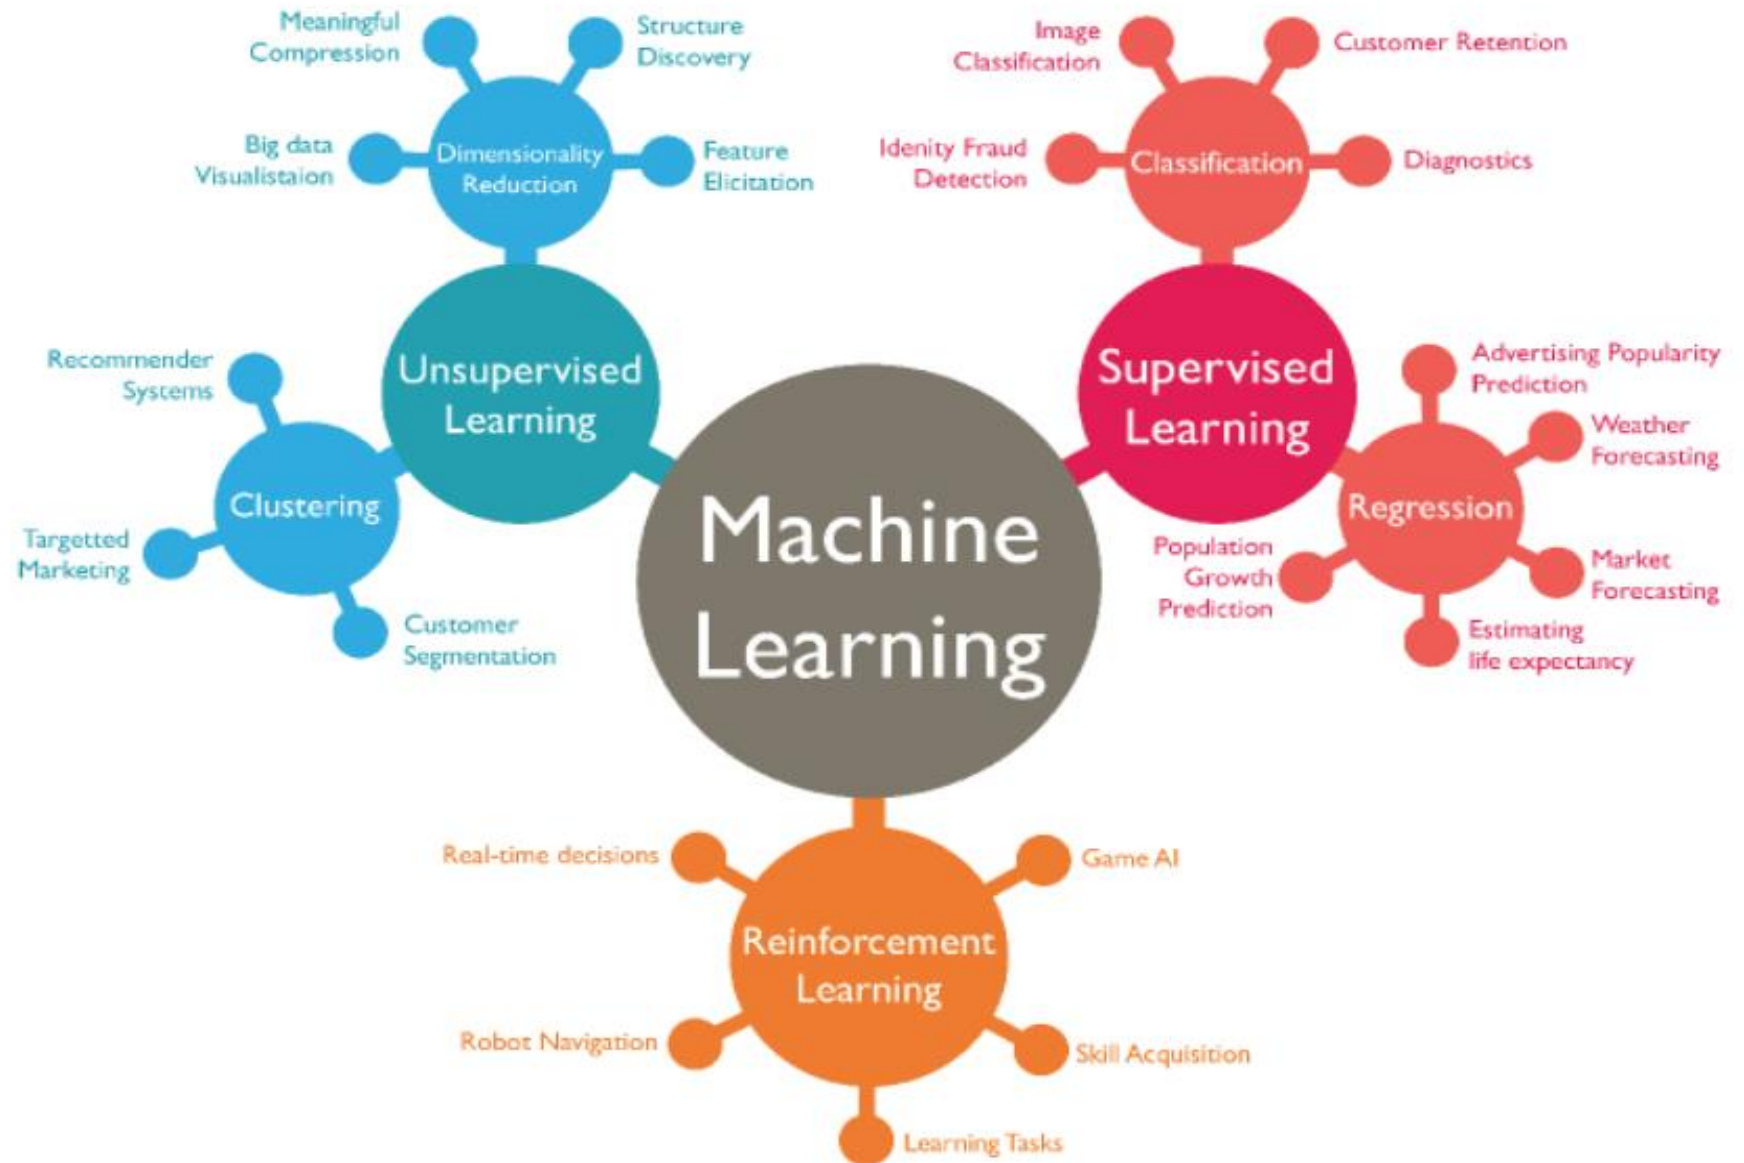 Meaningful
Compression
Structure
Discovery
Big data
Visualistaion
Dimensionality
Reduction
Feature
Elicitation
Image
Classification
Customer Retention
Idenity Fraud
Detection
Classification
Diagnostics
Unsupervised
Learning
Recommender
Systems
Clustering
Targetted
Marketing
Customer
Segmentation
Machine
Learning
Supervised
Learning
Advertising Popularity
Prediction
Weather
Forecasting
Regression
Population
Growth
Prediction
Market
Forecasting
Estimating
life expectancy
Real-time decisions
Game AI
Reinforcement
Learning
Robot Navigation
Skill Acquisition
Learning Tasks